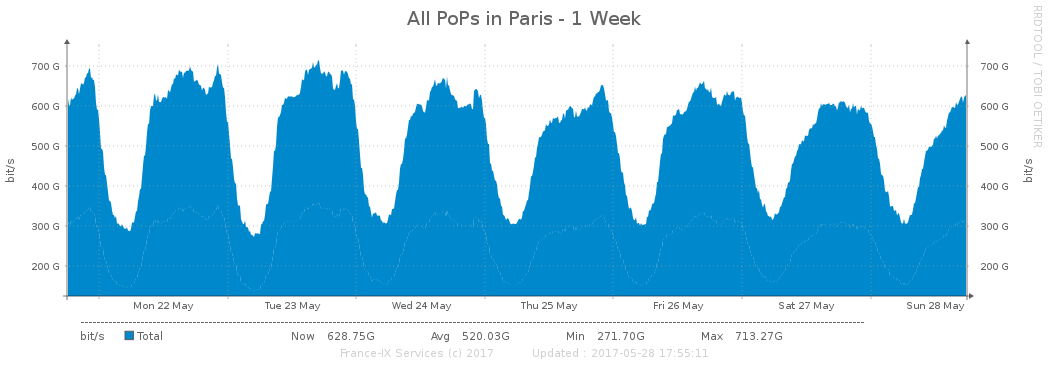 All PoPs in Paris - 1 Week
RRDTOOL / TOBI OETIKER
bit/s
bit/s
700 G
700 G
600 G
600 G
500 G
500 G
400 G
400 G
300 G
300 G
200 G
200 G
Mon 22 May Tue 23 May Wed 24 May Thu 25 May Fri 26 May Sat 27 May Sun 28 May
bit/s Total Now 628.75G Avg 520.03G Min 271.70G Max 713.27G
France-IX Services (c) 2017 Updated : 2017-05-28 17:55:11